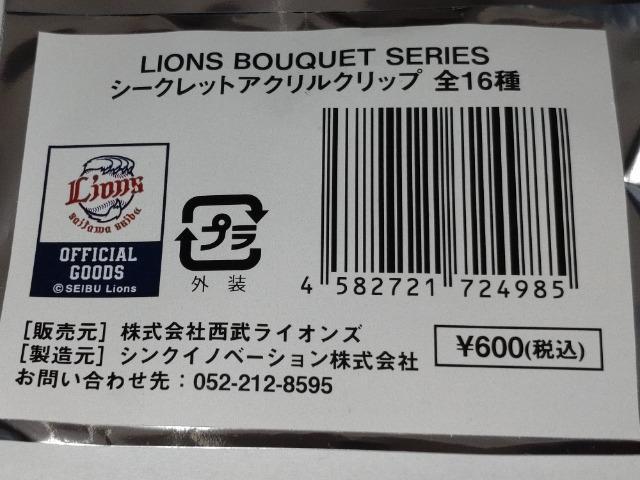 LIONS BOUQUET SERIES
シークレットアクリルクリップ 全16種
Lions
saitama seibu
OFFICIAL
GOODS
©SEIBU Lions
プラ
外装
4 582721 724985
[販売元] 株式会社西武ライオンズ
[製造元] シンクイノベーション株式会社
お問い合わせ先：052-212-8595
¥600(税込)